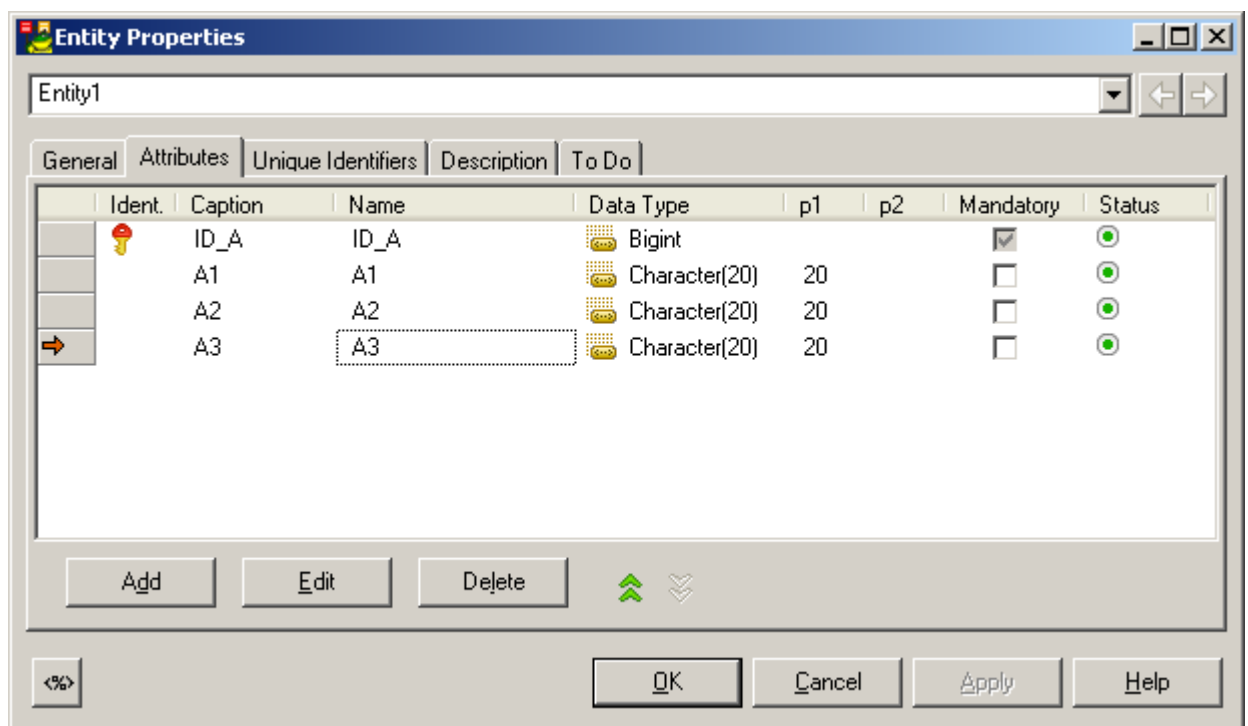 Entity Properties
Entity1
General Attributes Unique Identifiers Description To Do
Ident. Caption Name Data Type p1 p2 Mandatory Status
ID_A ID_A Bigint
A1 A1 Character(20) 20
A2 A2 Character(20) 20
A3 A3 Character(20) 20
Add Edit Delete
<%> OK Cancel Apply Help